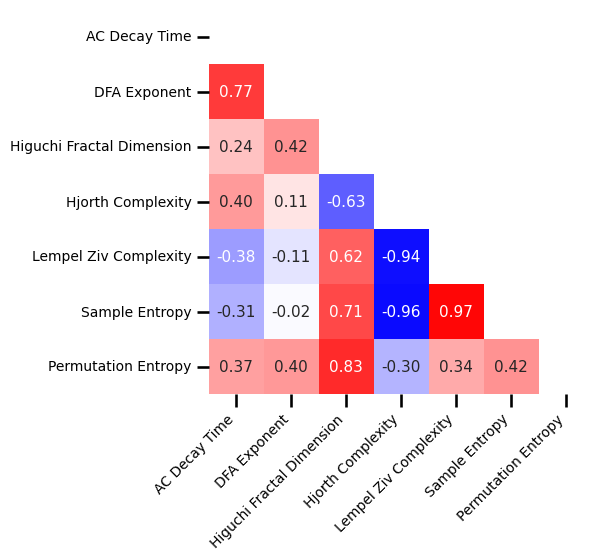 AC Decay Time
DFA Exponent 0.77
Higuchi Fractal Dimension 0.24 0.42
Hjorth Complexity 0.40 0.11 -0.63
Lempel Ziv Complexity -0.38 -0.11 0.62 -0.94
Sample Entropy -0.31 -0.02 0.71 -0.96 0.97
Permutation Entropy 0.37 0.40 0.83 -0.30 0.34 0.42
AC Decay Time
DFA Exponent
Higuchi Fractal Dimension
Hjorth Complexity
Lempel Ziv Complexity
Sample Entropy
Permutation Entropy